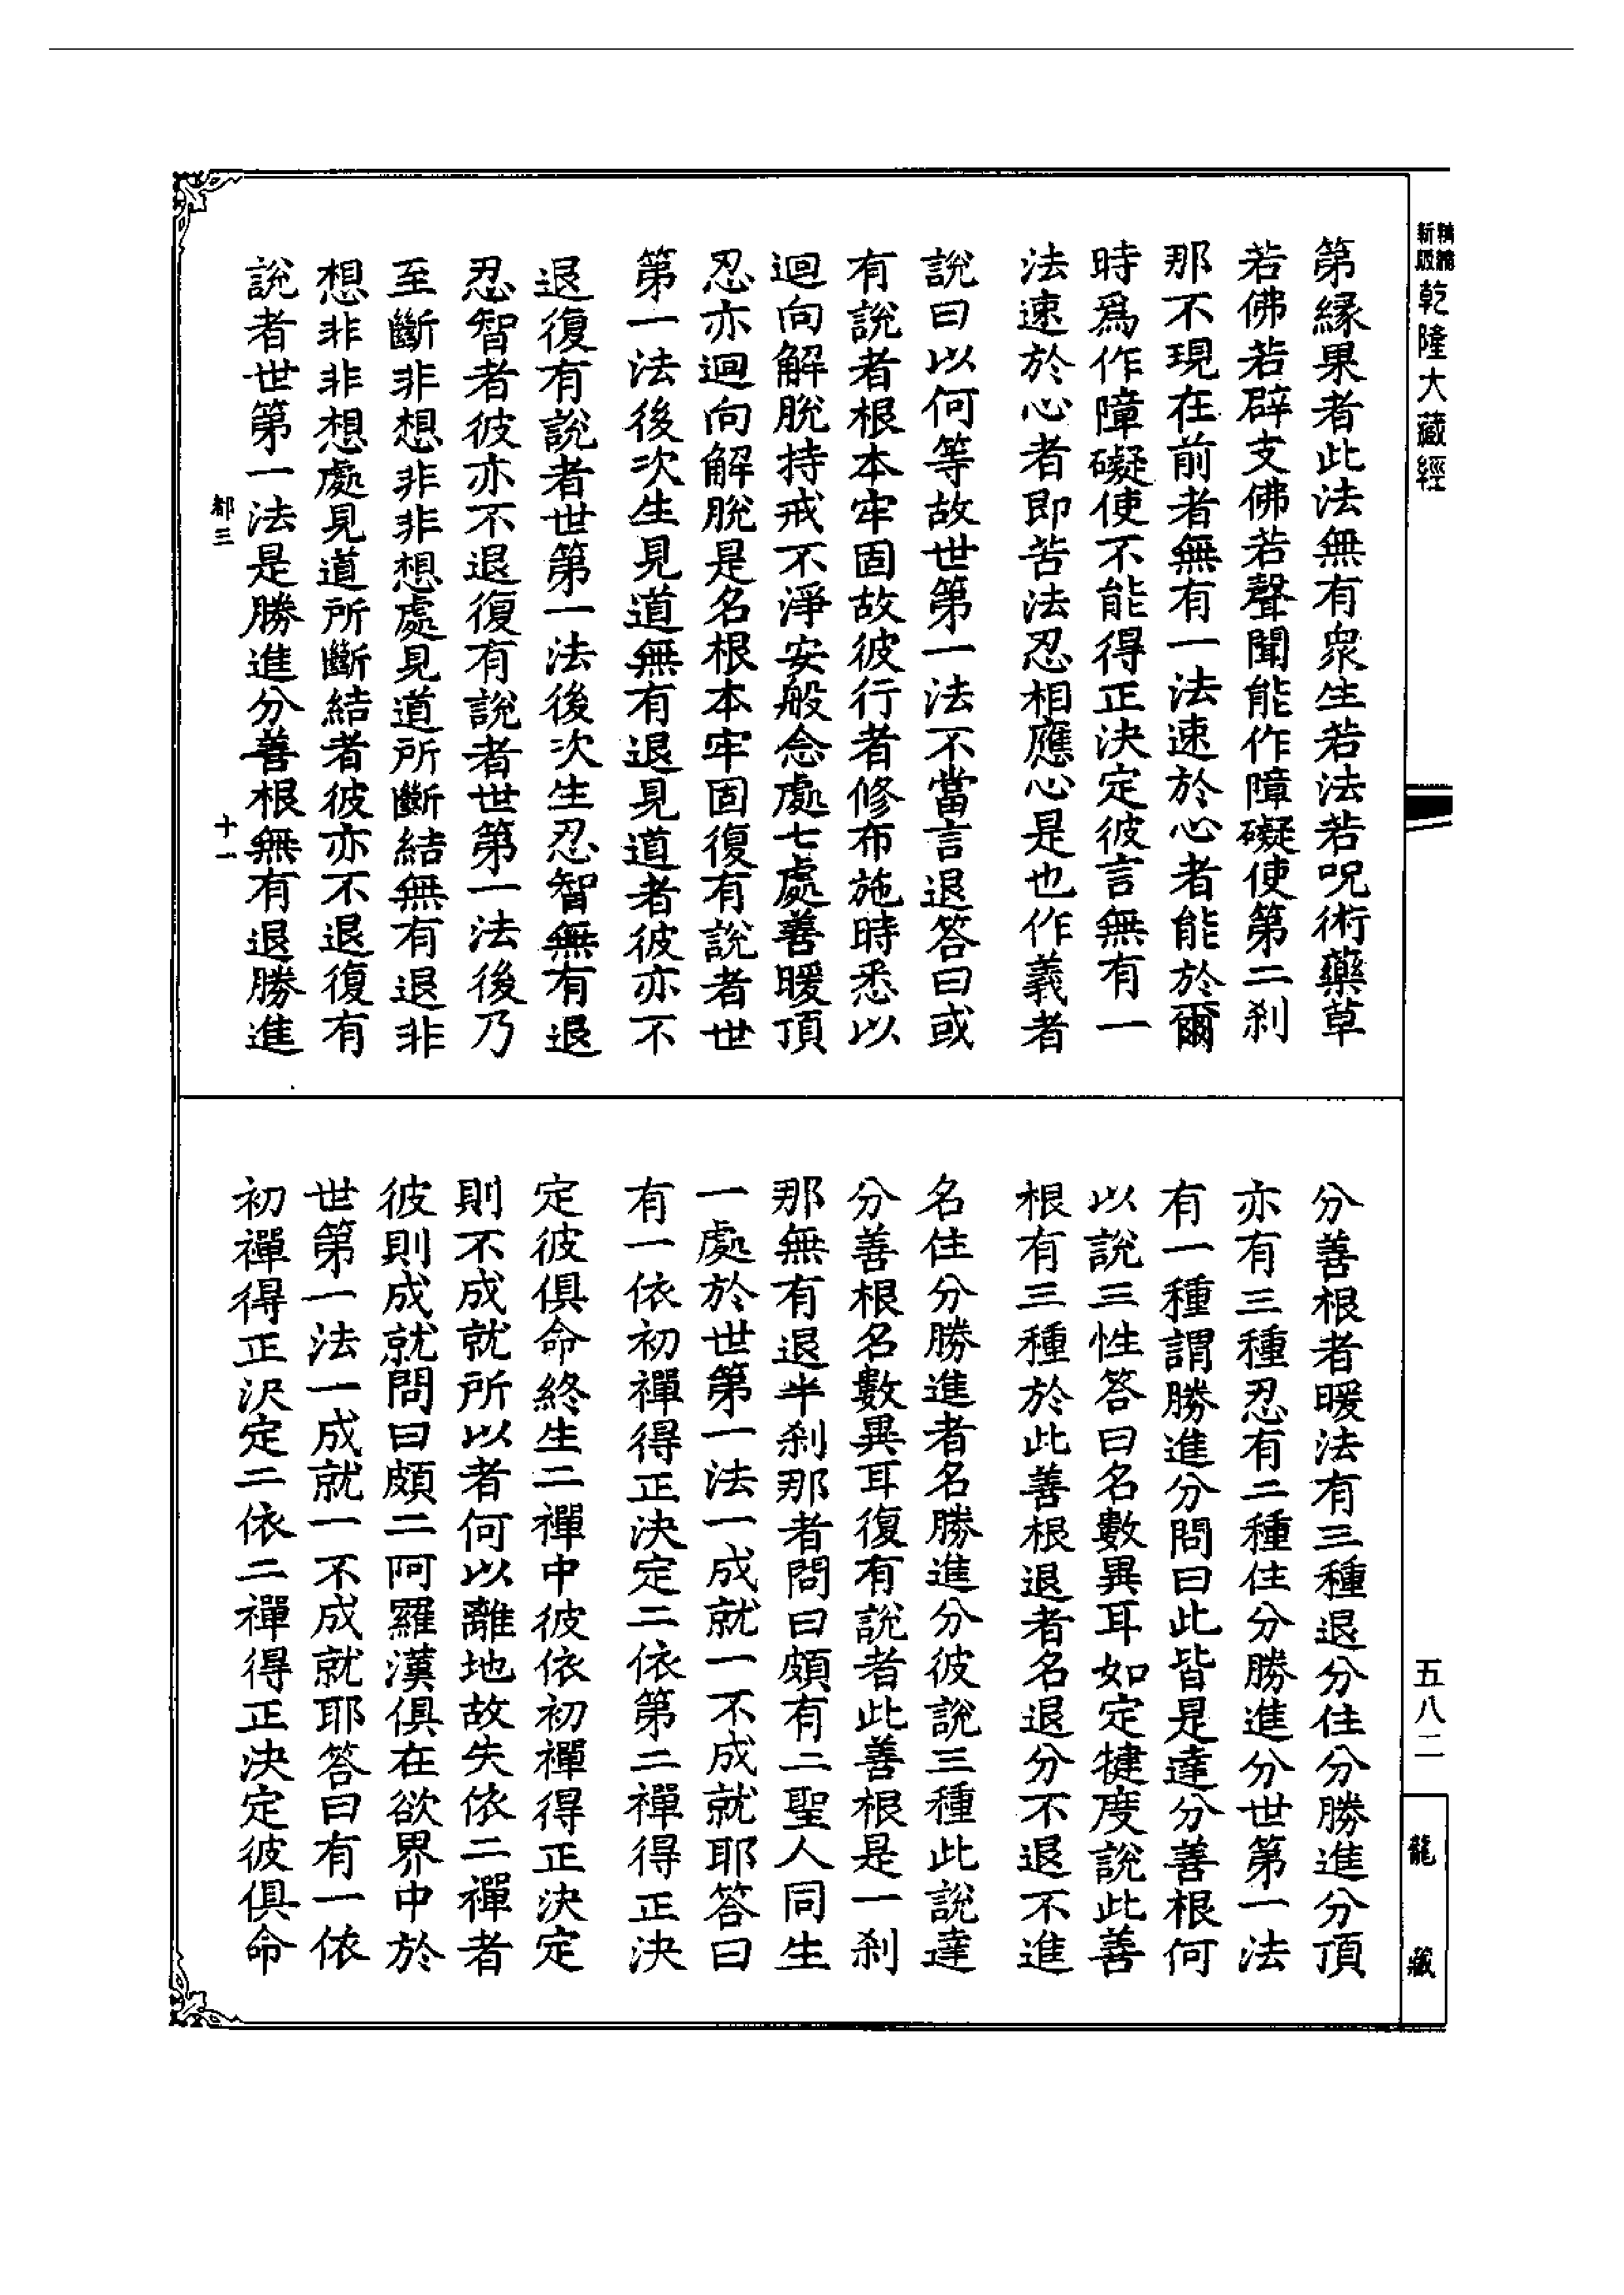 新版精編乾隆大藏經
第緣果者此法無有衆生若法若呪術藥草
若佛若辟支佛若聲聞能作障礙使第二刹
那不現在前者無有一法速於心者能於爾
時爲作障礙使不能得正決定彼言無有一
法速於心者即苦法忍相應心是也作義者
說曰以何等故世第一法不當言退答曰或
有說者根本牢固故彼行者修布施時悉以
迴向解脫持戒不淨安般念處七處善暖頂
忍亦迴向解脫是名根本牢固復有說者世
第一法後次生見道無有退見道者彼亦不
退復有說者世第一法後次生忍智無有退
忍智者彼亦不退復有說者世第一法後乃
至斷非想非非想處見道所斷結無有退非
想非非想處見道所斷結者彼亦不退復有
說者世第一法是勝進分善根無有退勝進
都三
十一
分善根者暖法有三種退分住分勝進分頂
亦有三種忍有二種住分勝進分世第一法
有一種謂勝進分問曰此皆是達分善根何
以說三性答曰名數異耳如定揵度說此善
根有三種於此善根退者名退分不退不進
名住分勝進者名勝進分彼說三種此說達
分善根名數異耳復有說者此善根是一刹
那無有退半刹那者問曰頗有二聖人同生
一處於世第一法一成就一不成就耶答曰
有一依初禪得正決定二依第二禪得正決
定彼俱命終生二禪中彼依初禪得正決定
則不成就所以者何以離地故失依二禪者
彼則成就問曰頗二阿羅漢俱在欲界中於
世第一法一成就一不成就耶答曰有一依
初禪得正決定二依二禪得正決定彼俱命
五八二
龍藏